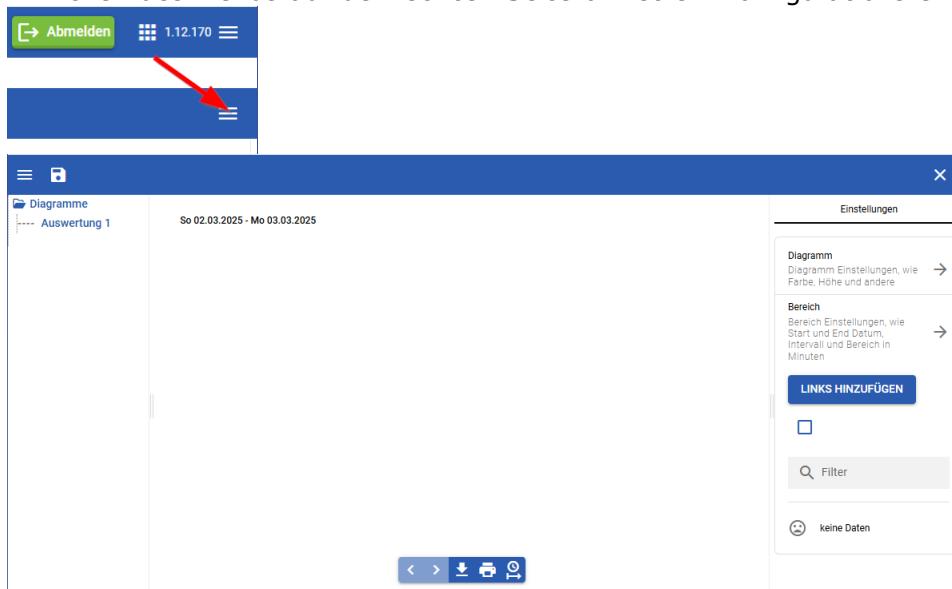 Abmelden
1.12.170
Diagramme
Auswertung 1
So 02.03.2025 - Mo 03.03.2025
Einstellungen
Diagramm
Diagramm Einstellungen, wie
Farbe, Höhe und andere
Bereich
Bereich Einstellungen, wie
Start und End Datum,
Intervall und Bereich in
Minuten
LINKS HINZUFÜGEN
Filter
keine Daten